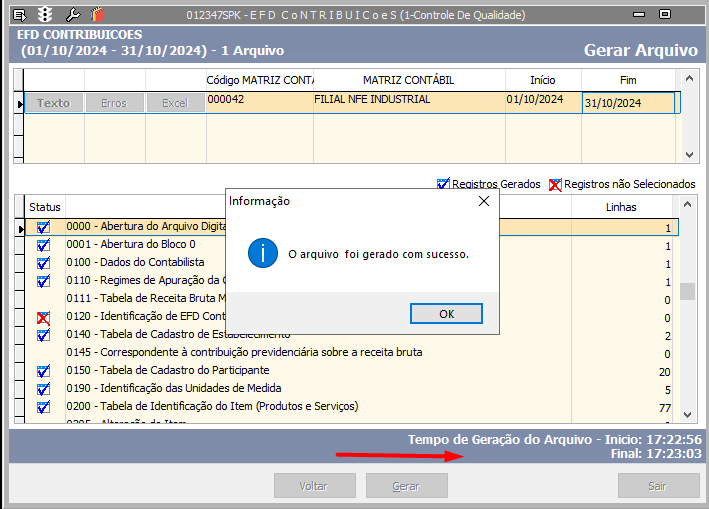 012347SPK - E F D C o N T R I B U I C o e S (1-Controle De Qualidade)
EFD CONTRIBUICOES
(01/10/2024 - 31/10/2024) - 1 Arquivo
Gerar Arquivo
Código MATRIZ CONTÁ
MATRIZ CONTÁBIL
Início
Fim
Texto
Erros
Excel
000042
FILIAL NFE INDUSTRIAL
01/10/2024
31/10/2024
Registros Gerados
Registros não Selecionados
Status
Linhas
0000 - Abertura do Arquivo Digita
1
0001 - Abertura do Bloco 0
1
0100 - Dados do Contabilista
1
0110 - Regimes de Apuração da C
1
0111 - Tabela de Receita Bruta M
0
0120 - Identificação de EFD Cont
0
0140 - Tabela de Cadastro de Estabelecimento
2
0145 - Correspondente à contribuição previdenciária sobre a receita bruta
0
0150 - Tabela de Cadastro do Participante
20
0190 - Identificação das Unidades de Medida
5
0200 - Tabela de Identificação do Item (Produtos e Serviços)
77
0205 - Alteração do Item
Informação
O arquivo foi gerado com sucesso.
OK
Tempo de Geração do Arquivo - Inicio: 17:22:56
Final: 17:23:03
Voltar
Gerar
Sair